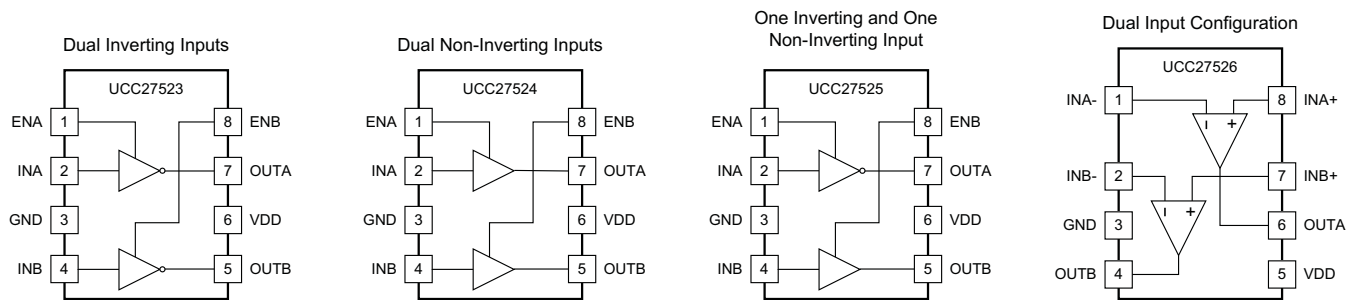 Dual Inverting Inputs
UCC27523
ENA 1 8 ENB
INA 2 7 OUTA
GND 3 6 VDD
INB 4 5 OUTB
Dual Non-Inverting Inputs
UCC27524
ENA 1 8 ENB
INA 2 7 OUTA
GND 3 6 VDD
INB 4 5 OUTB
One Inverting and One
Non-Inverting Input
UCC27525
ENA 1 8 ENB
INA 2 7 OUTA
GND 3 6 VDD
INB 4 5 OUTB
Dual Input Configuration
UCC27526
INA- 1 8 INA+
- +
INB- 2 7 INB+
- +
GND 3 6 OUTA
OUTB 4 5 VDD